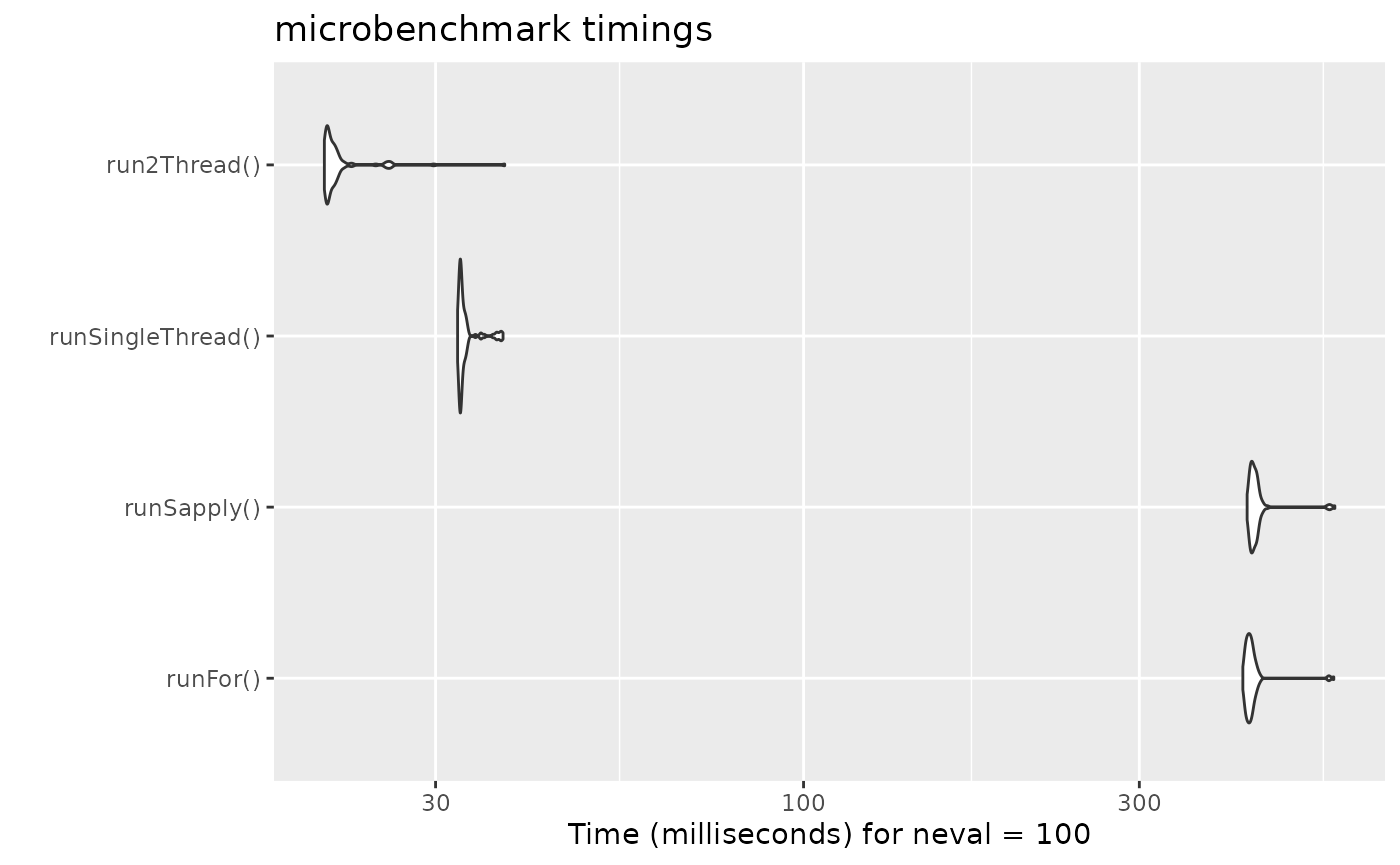 microbenchmark timings
run2Thread()
runSingleThread()
runSapply()
runFor()
30
100
300
Time (milliseconds) for neval = 100